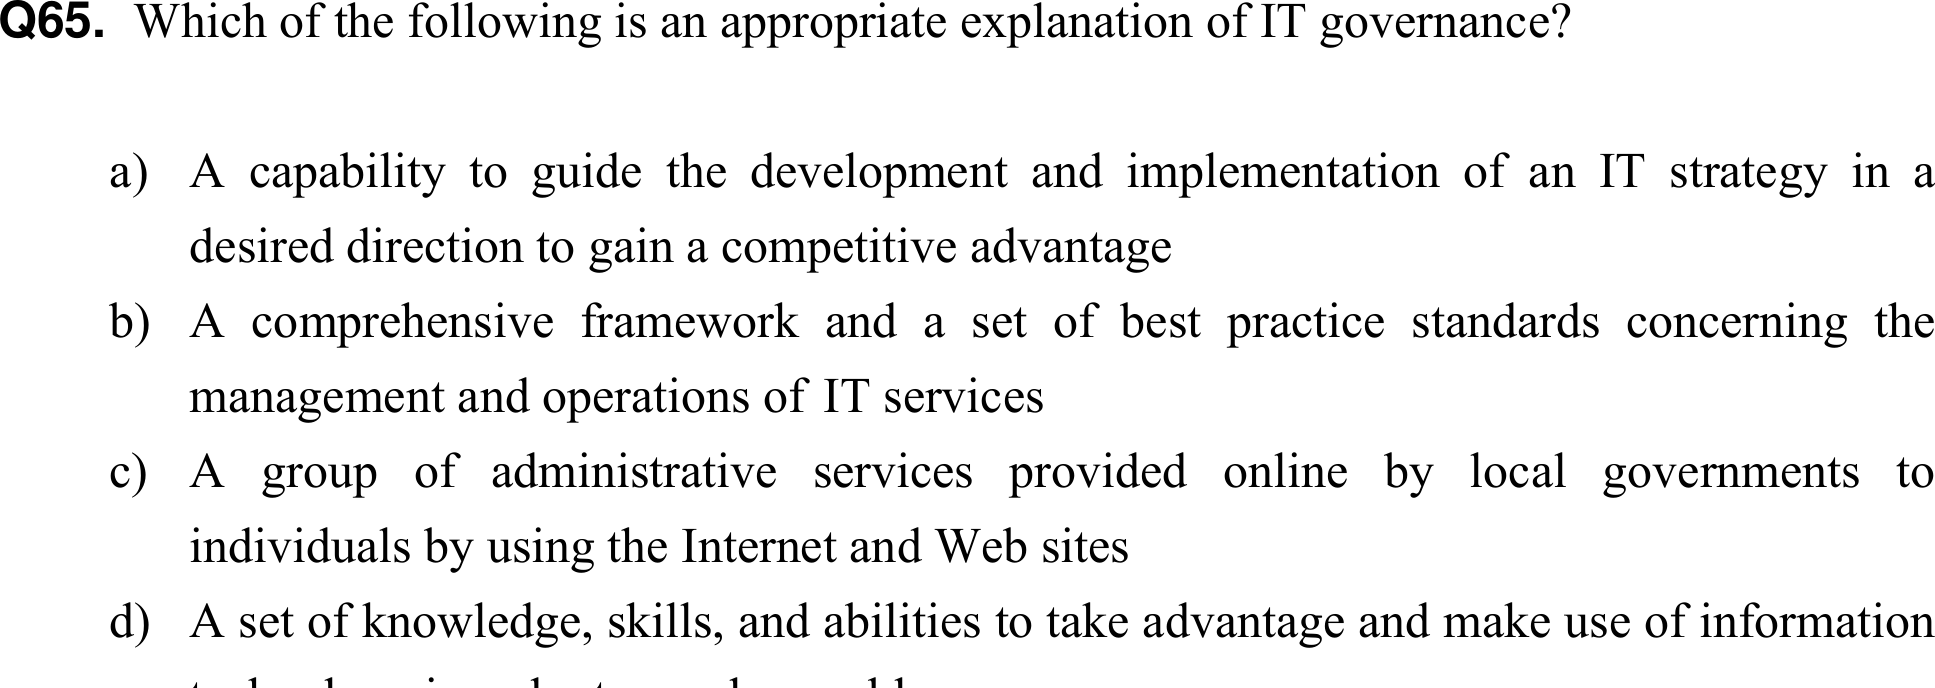 Q65. Which of the following is an appropriate explanation of IT governance?
a) A capability to guide the development and implementation of an IT strategy in a
desired direction to gain a competitive advantage
b) A comprehensive framework and a set of best practice standards concerning the
management and operations of IT services
c) A group of administrative services provided online by local governments to
individuals by using the Internet and Web sites
d) A set of knowledge, skills, and abilities to take advantage and make use of information